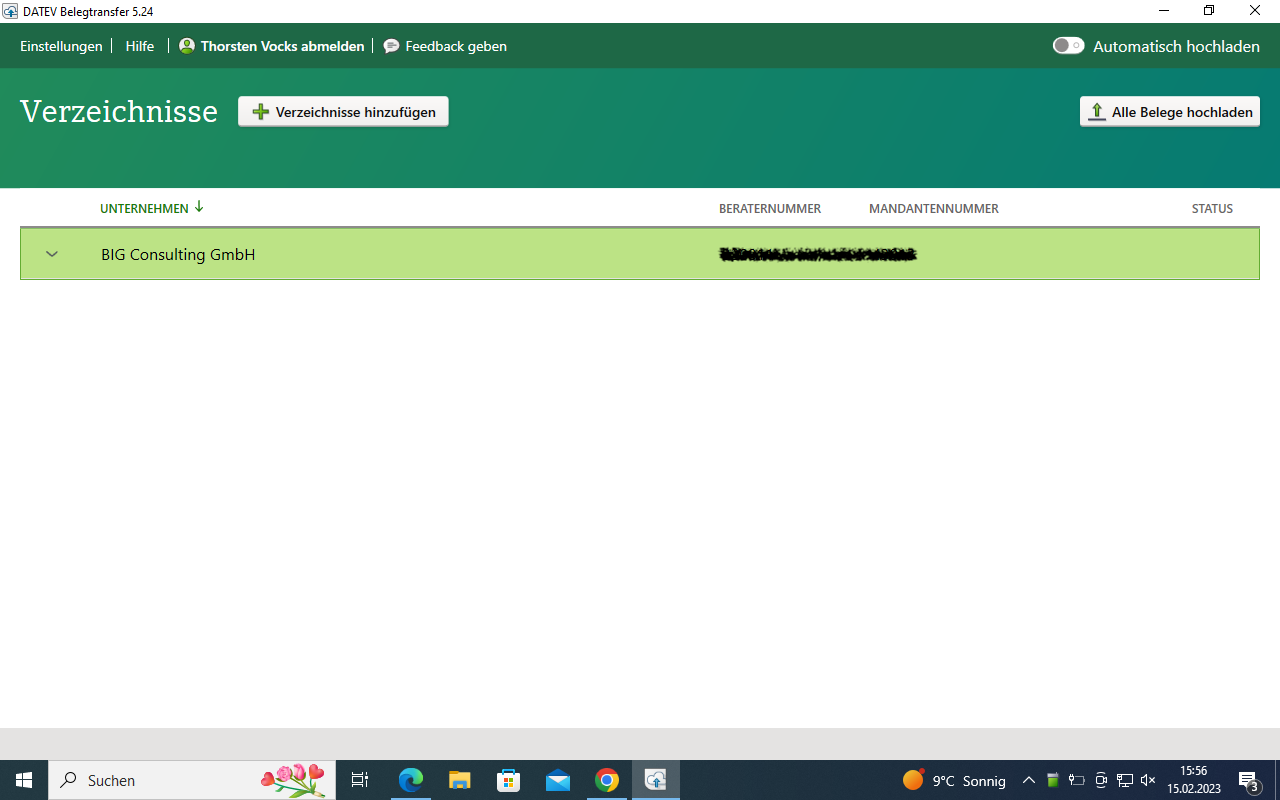 DATEV Belegtransfer 5.24
Einstellungen Hilfe Thorsten Vocks abmelden Feedback geben Automatisch hochladen
Verzeichnisse Verzeichnisse hinzufügen Alle Belege hochladen
UNTERNEHMEN BERATERNUMMER MANDANTENNUMMER STATUS
BIG Consulting GmbH
Suchen 9°C Sonnig 15:56
15.02.2023
3